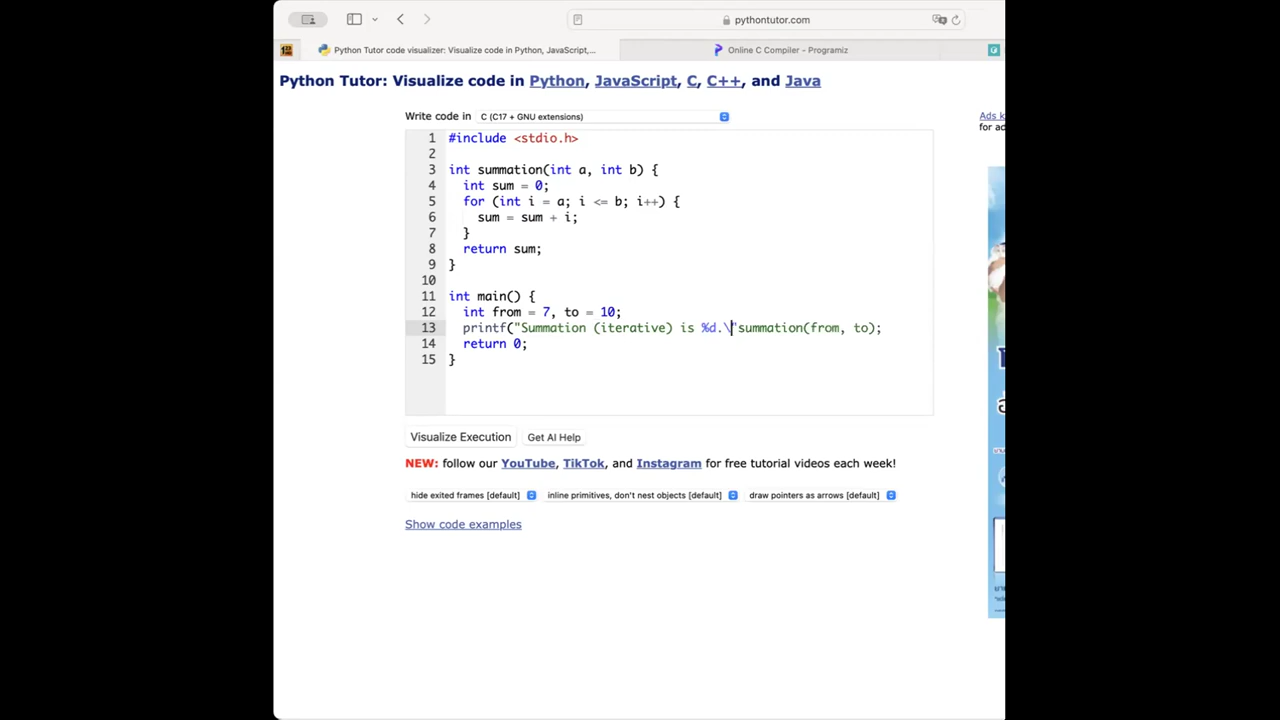 pythontutor.com
Python Tutor code visualizer: Visualize code in Python, JavaScript,...
Online C Compiler - Programiz
Python Tutor: Visualize code in Python, JavaScript, C, C++, and Java
Write code in C (C17 + GNU extensions)
Ads k
for ad
1 #include <stdio.h>
2
3 int summation(int a, int b) {
4 int sum = 0;
5 for (int i = a; i <= b; i++) {
6 sum = sum + i;
7 }
8 return sum;
9 }
10
11 int main() {
12 int from = 7, to = 10;
13 printf("Summation (iterative) is %d.\"summation(from, to);
14 return 0;
15 }
Visualize Execution Get AI Help
NEW: follow our YouTube, TikTok, and Instagram for free tutorial videos each week!
hide exited frames [default] inline primitives, don't nest objects [default] draw pointers as arrows [default]
Show code examples